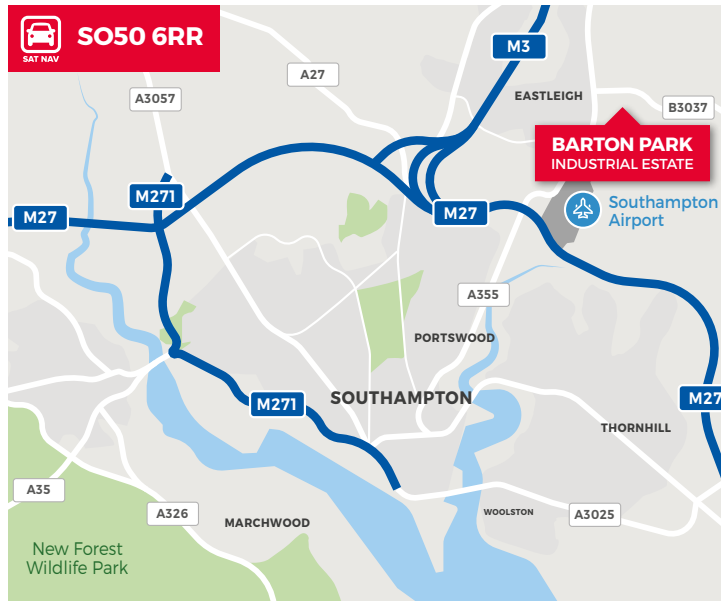 SO50 6RR
SAT NAV
M3
A27
EASTLEIGH
A3057
B3037
BARTON PARK
INDUSTRIAL ESTATE
M271
M27
M27
Southampton
Airport
A355
PORTSWOOD
SOUTHAMPTON
M271
M27
THORNHILL
A35
A326
MARCHWOOD
WOOLSTON
A3025
New Forest
Wildlife Park